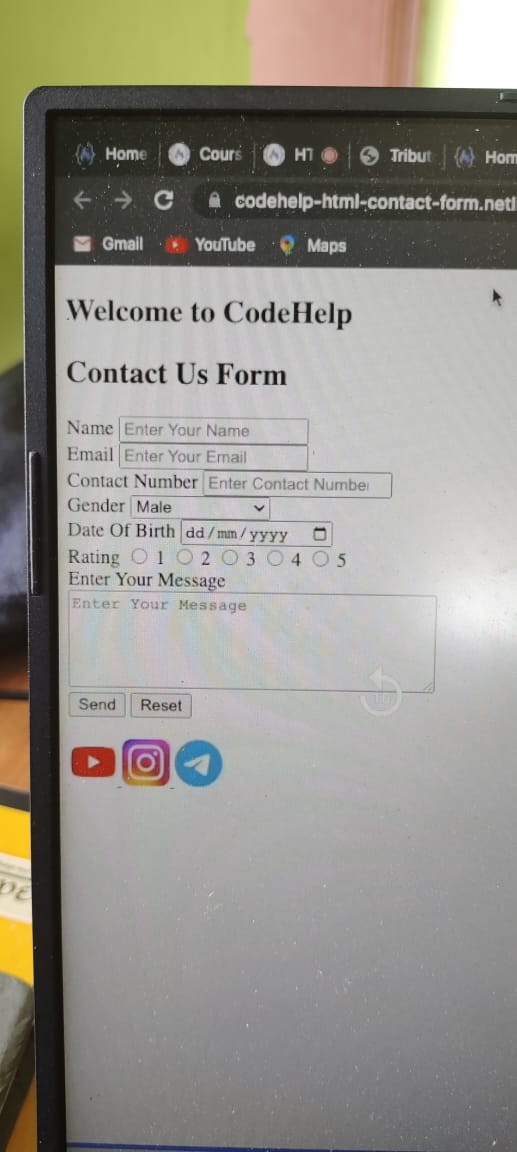 Home Cours HT Tribut Hom
codehelp-html-contact-form.netl
Gmail YouTube Maps
Welcome to CodeHelp
Contact Us Form
Name Enter Your Name
Email Enter Your Email
Contact Number Enter Contact Number
Gender Male
Date Of Birth dd/mm/yyyy
Rating 1 2 3 4 5
Enter Your Message
Enter Your Message
Send Reset